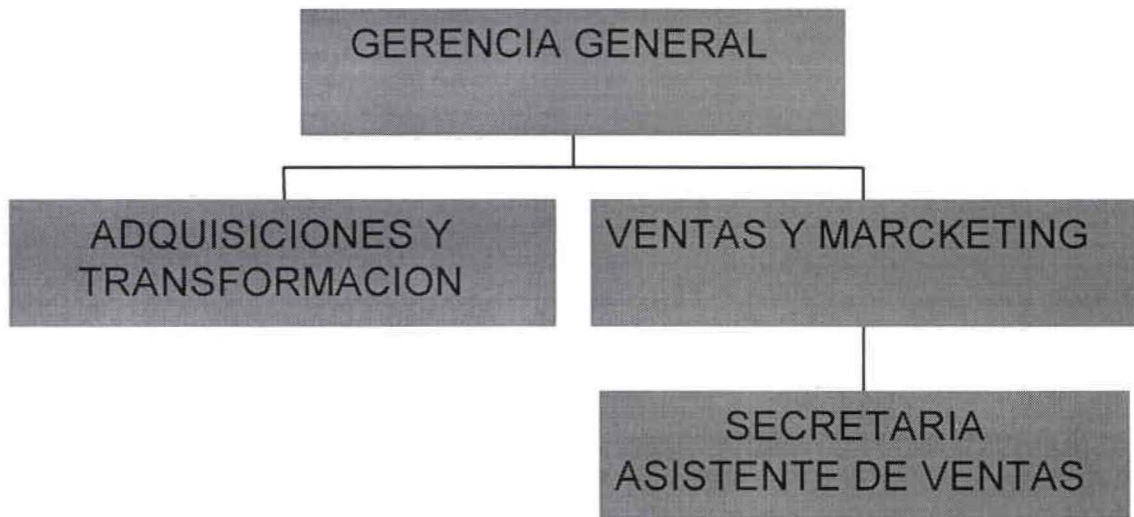 GERENCIA GENERAL
ADQUISICIONES Y
TRANSFORMACION
VENTAS Y MARCKETING
SECRETARIA
ASISTENTE DE VENTAS